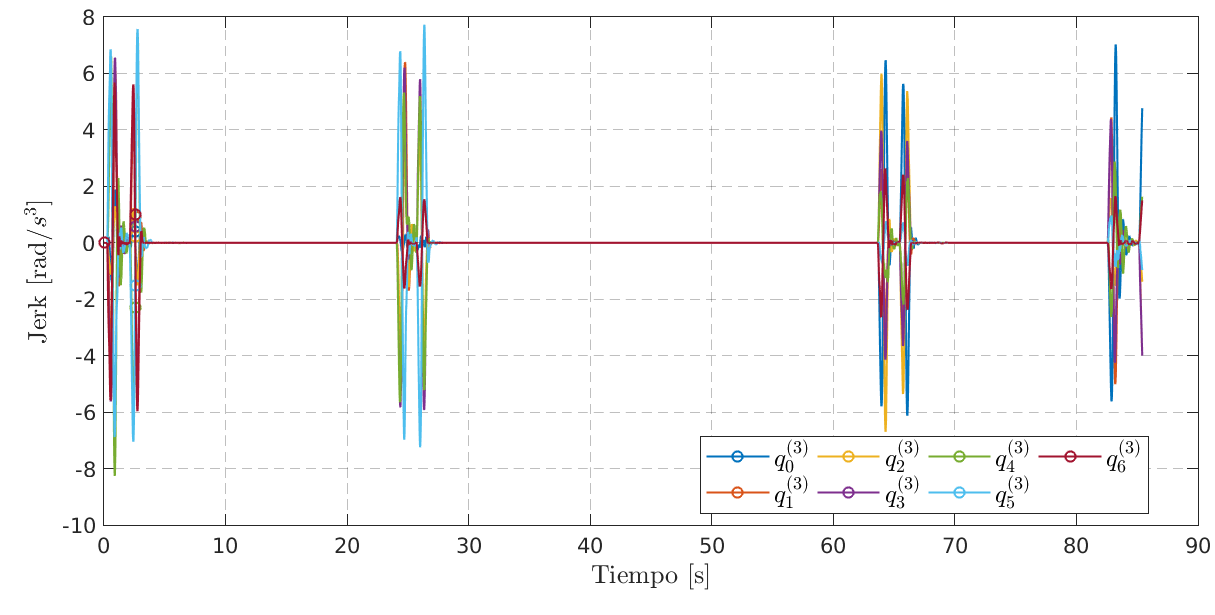 8
6
4
2
0
-2
-4
-6
-8
-10
Jerk [rad/s³]
q₀⁽³⁾ q₂⁽³⁾ q₄⁽³⁾ q₆⁽³⁾
q₁⁽³⁾ q₃⁽³⁾ q₅⁽³⁾
0 10 20 30 40 50 60 70 80 90
Tiempo [s]